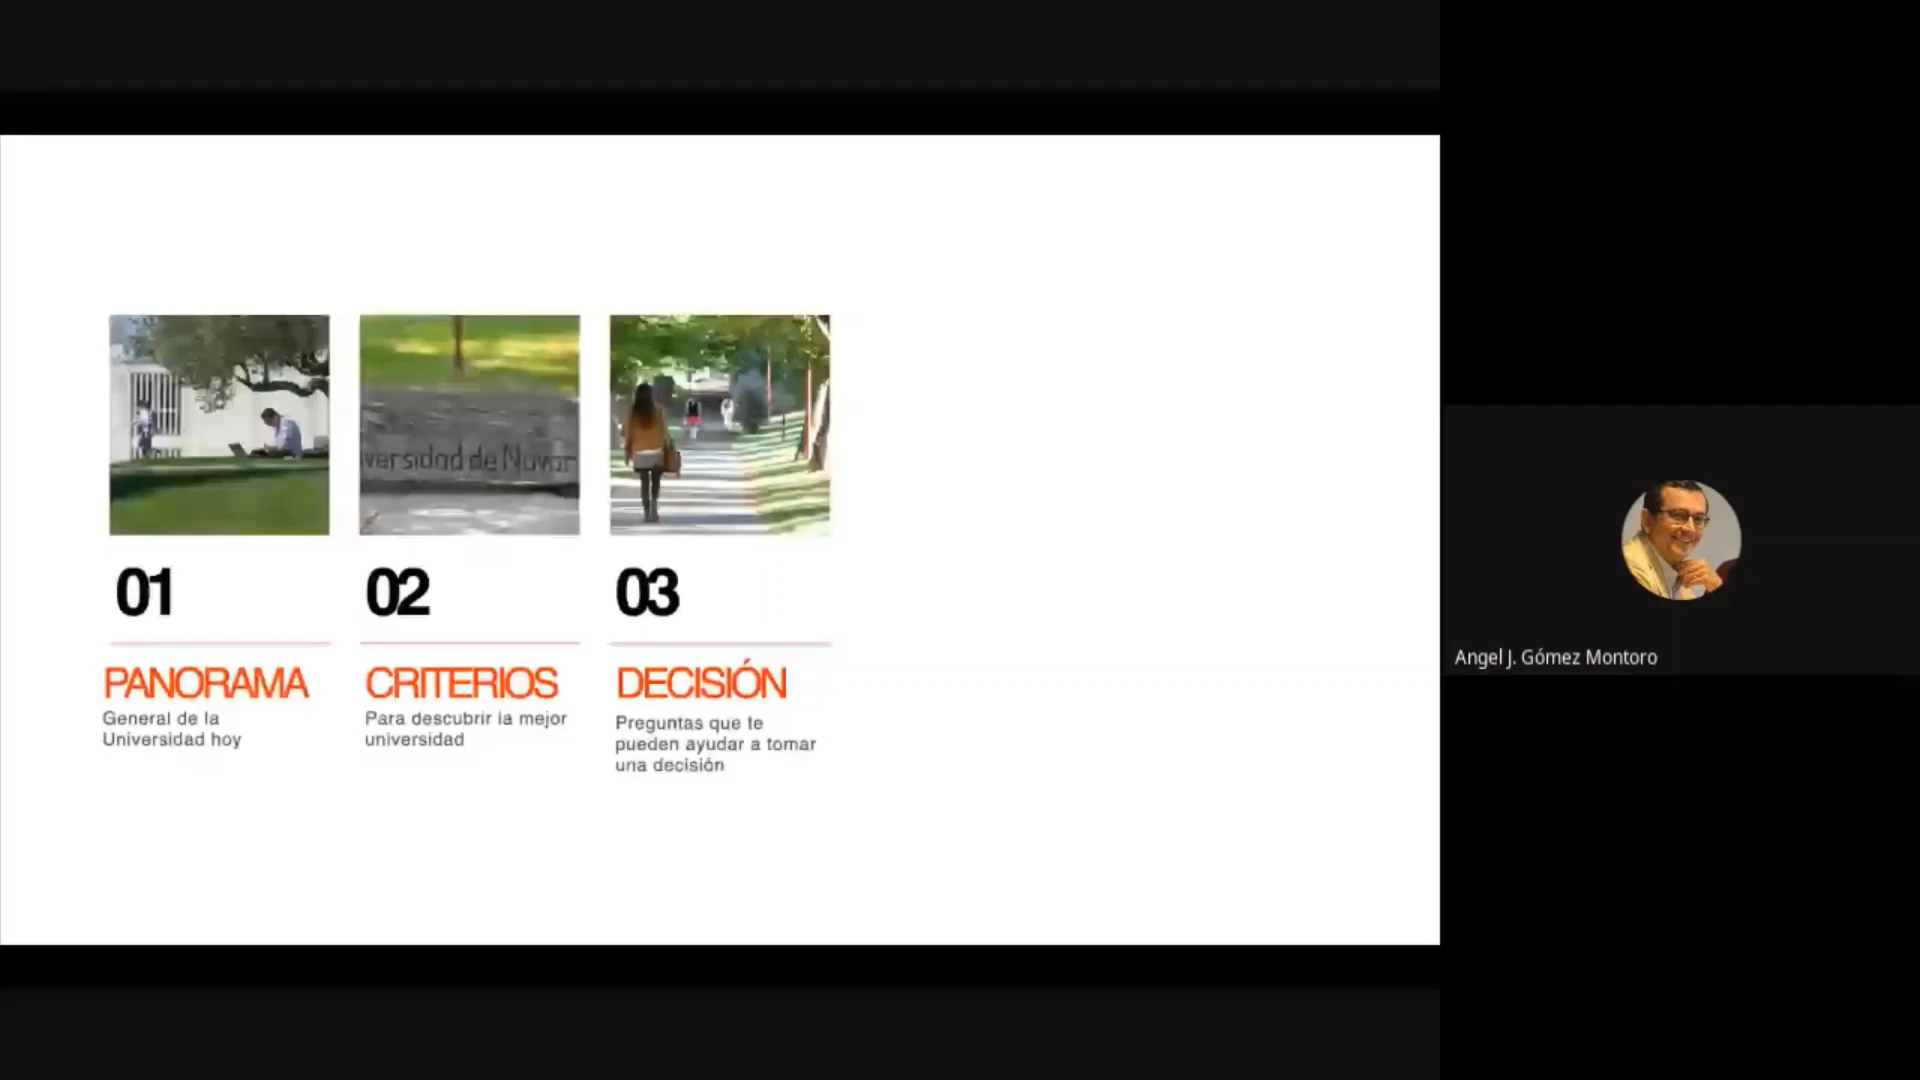 versidad de Navar
01
02
03
PANORAMA
General de la
Universidad hoy
CRITERIOS
Para descubrir la mejor
universidad
DECISIÓN
Preguntas que te
pueden ayudar a tomar
una decisión
Angel J. Gómez Montoro